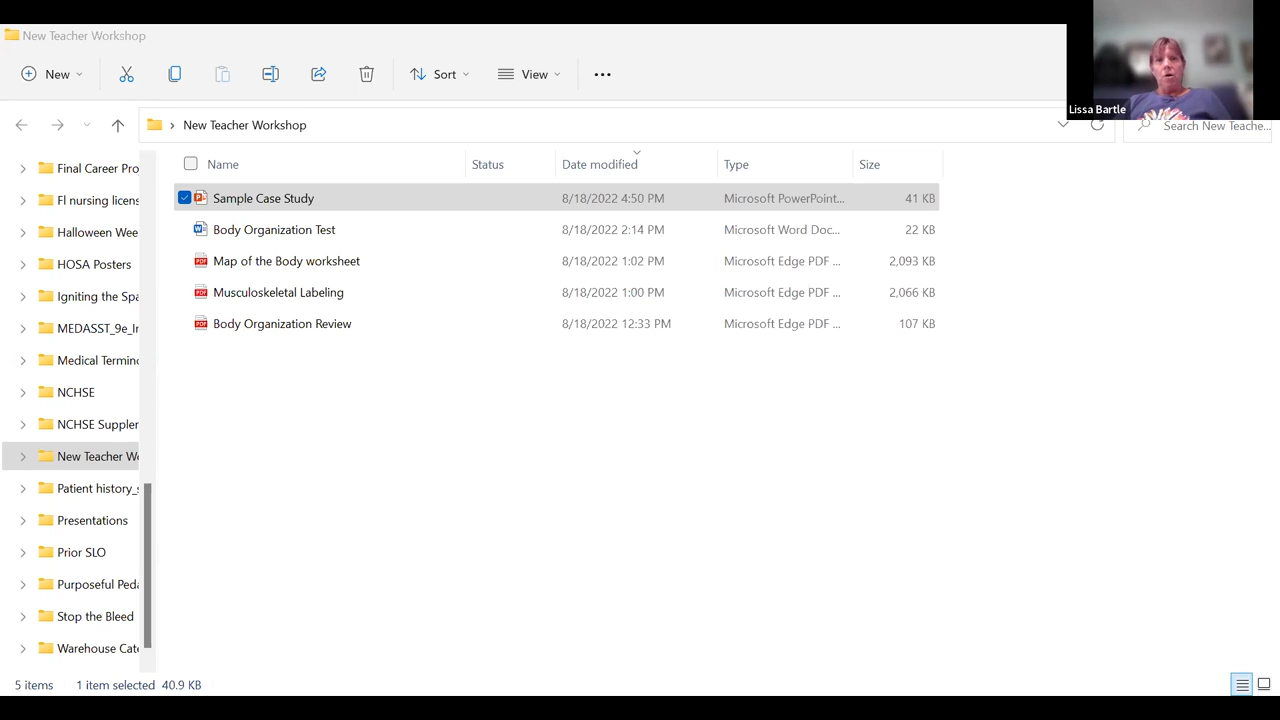 New Teacher Workshop
New Sort View
Lissa Bartle
New Teacher Workshop Search New Teache...
Name Status Date modified Type Size
Sample Case Study 8/18/2022 4:50 PM Microsoft PowerPoint... 41 KB
Body Organization Test 8/18/2022 2:14 PM Microsoft Word Doc... 22 KB
Map of the Body worksheet 8/18/2022 1:02 PM Microsoft Edge PDF ... 2,093 KB
Musculoskeletal Labeling 8/18/2022 1:00 PM Microsoft Edge PDF ... 2,066 KB
Body Organization Review 8/18/2022 12:33 PM Microsoft Edge PDF ... 107 KB
Final Career Pro
Fl nursing licens
Halloween Wee
HOSA Posters
Igniting the Spa
MEDASST_9e_In
Medical Termino
NCHSE
NCHSE Suppler
New Teacher Wo
Patient history_s
Presentations
Prior SLO
Purposeful Peda
Stop the Bleed
Warehouse Cate
5 items 1 item selected 40.9 KB